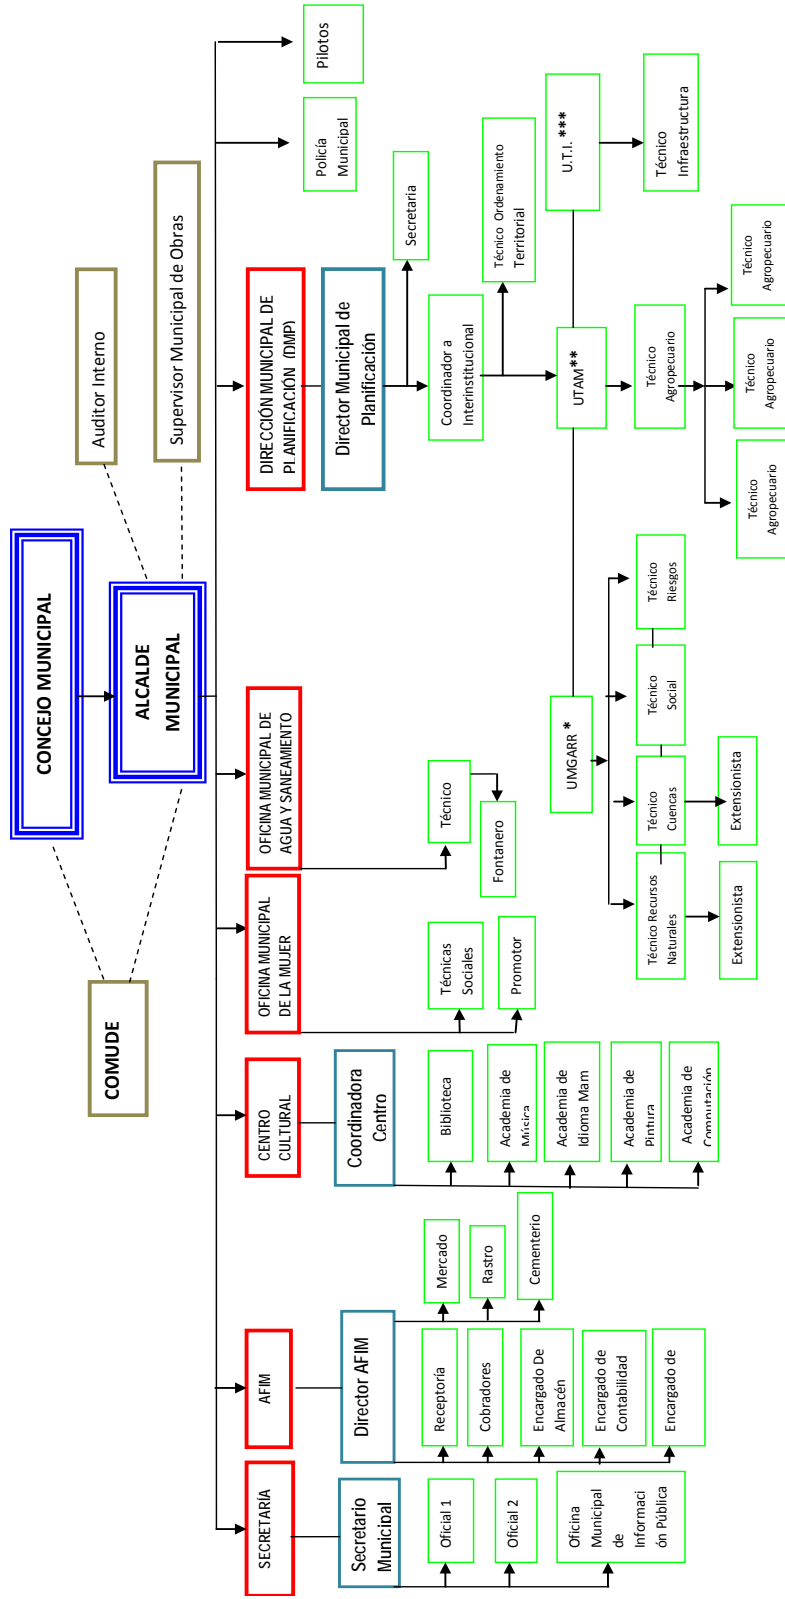 CONCEJO MUNICIPAL
COMUDE
ALCALDE
MUNICIPAL
Auditor Interno
Supervisor Municipal de Obras
SECRETARÍA
AFIM
CENTRO
CULTURAL
OFICINA MUNICIPAL
DE LA MUJER
OFICINA MUNICIPAL DE
AGUA Y SANEAMIENTO
DIRECCIÓN MUNICIPAL DE
PLANIFICACIÓN (DMP)
Policía
Municipal
Pilotos
Secretario
Municipal
Director AFIM
Coordinadora
Centro
Director Municipal de
Planificación
Oficial 1
Oficial 2
Oficina
Municipal
de
Informaci
ón Pública
Receptoría
Cobradores
Encargado De
Almacén
Encargado de
Contabilidad
Encargado de
Mercado
Rastro
Cementerio
Biblioteca
Academia de
Música
Academia de
Idioma Mam
Academia de
Pintura
Academia de
Computación
Técnicas
Sociales
Promotor
Técnico
Fontanero
Secretaria
Coordinador a
Interinstitucional
Técnico Ordenamiento
Territorial
UMGARR *
UTAM**
U.T.I. ***
Técnico Recursos
Naturales
Técnico
Cuencas
Técnico
Social
Técnico
Riesgos
Extensionista
Extensionista
Técnico
Agropecuario
Técnico
Infraestructura
Técnico
Agropecuario
Técnico
Agropecuario
Técnico
Agropecuario